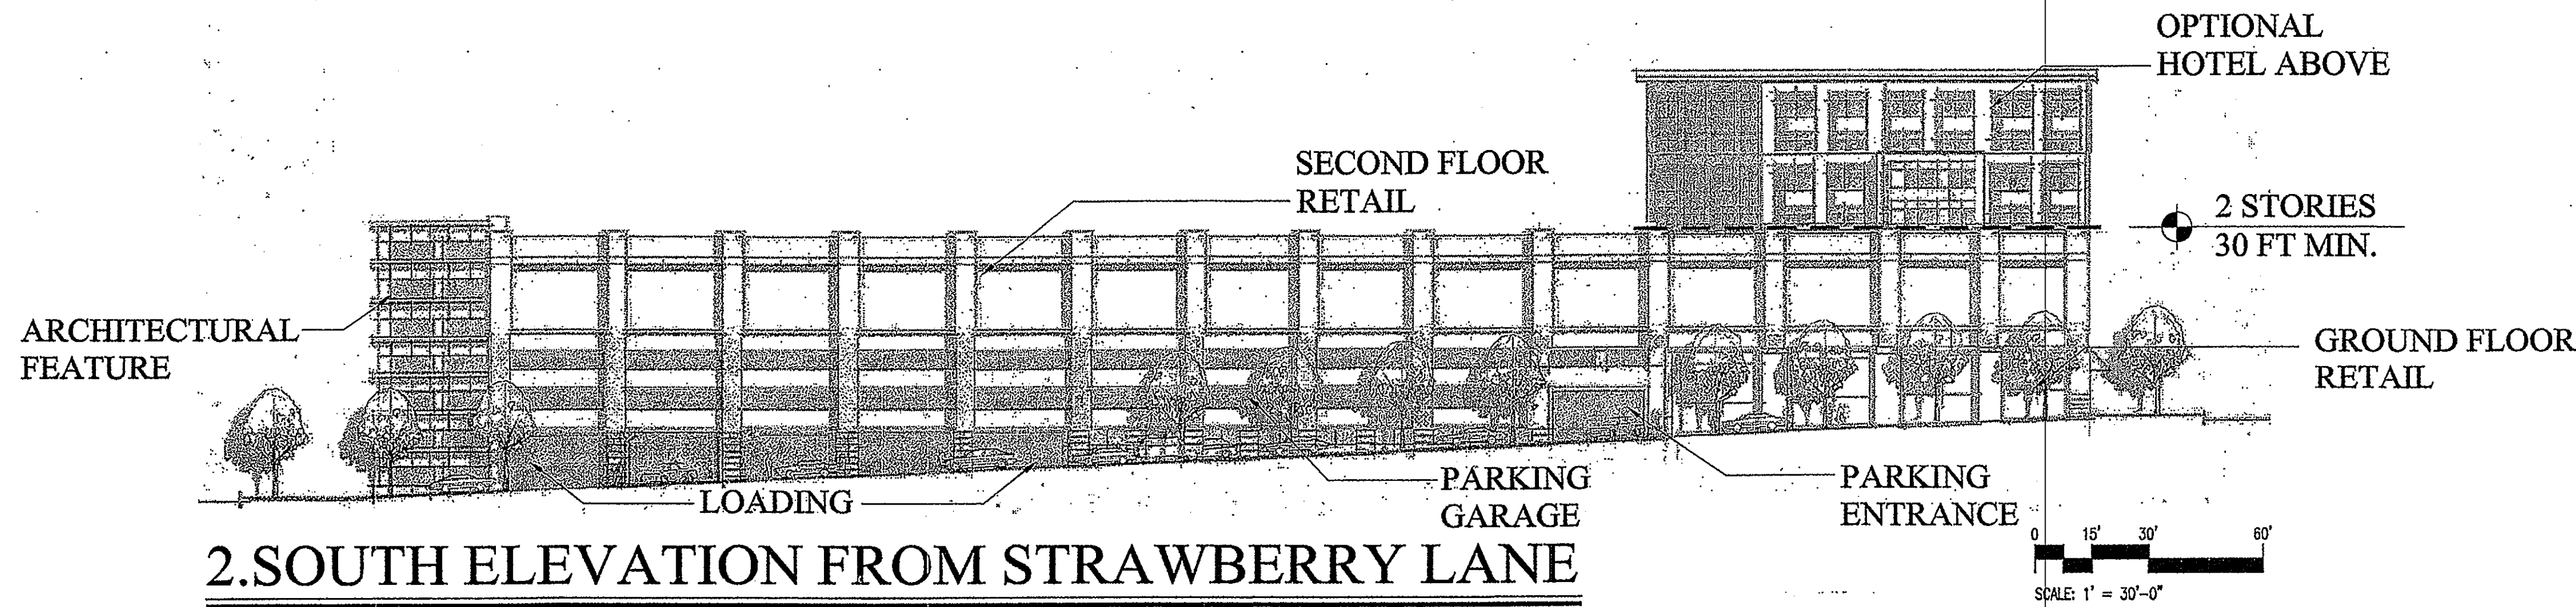 OPTIONAL
HOTEL ABOVE
SECOND FLOOR
RETAIL
2 STORIES
30 FT MIN.
ARCHITECTURAL
FEATURE
GROUND FLOOR
RETAIL
LOADING
PARKING
GARAGE
PARKING
ENTRANCE
2.SOUTH ELEVATION FROM STRAWBERRY LANE
0 15' 30' 60'
SCALE: 1' = 30'-0"